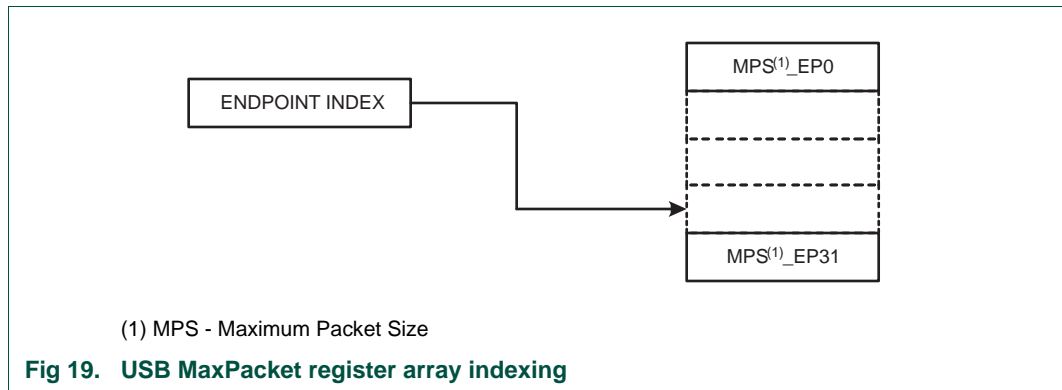 MPS(1)_EP0
ENDPOINT INDEX
MPS(1)_EP31
(1) MPS - Maximum Packet Size
Fig 19. USB MaxPacket register array indexing